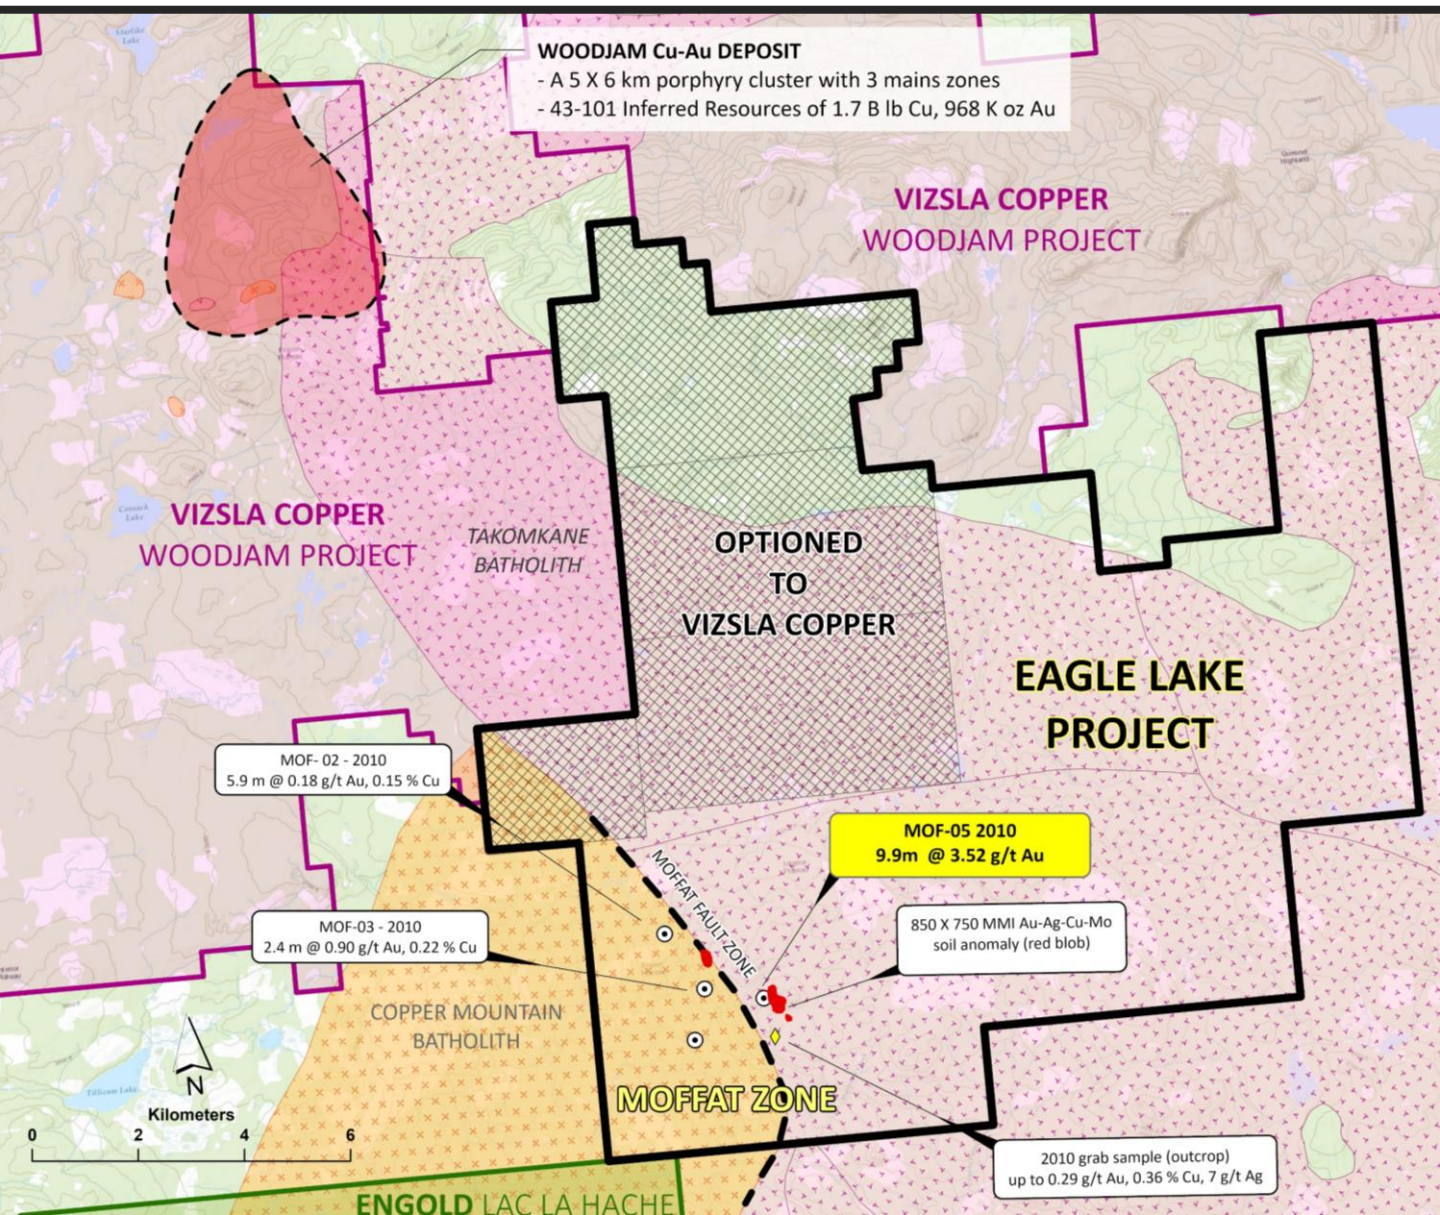 Starlike
Lake
WOODJAM Cu-Au DEPOSIT
- A 5 X 6 km porphyry cluster with 3 mains zones
- 43-101 Inferred Resources of 1.7 B lb Cu, 968 K oz Au
VIZSLA COPPER
WOODJAM PROJECT
VIZSLA COPPER
WOODJAM PROJECT
TAKOMKANE
BATHOLITH
OPTIONED
TO
VIZSLA COPPER
EAGLE LAKE
PROJECT
MOF- 02 - 2010
5.9 m @ 0.18 g/t Au, 0.15 % Cu
MOF-05 2010
9.9m @ 3.52 g/t Au
MOFFAT FAULT ZONE
MOF-03 - 2010
2.4 m @ 0.90 g/t Au, 0.22 % Cu
850 X 750 MMI Au-Ag-Cu-Mo
soil anomaly (red blob)
COPPER MOUNTAIN
BATHOLITH
Tillicum Lake
N
Kilometers
0 2 4 6
MOFFAT ZONE
2010 grab sample (outcrop)
up to 0.29 g/t Au, 0.36 % Cu, 7 g/t Ag
ENGOLD LAC LA HACHE